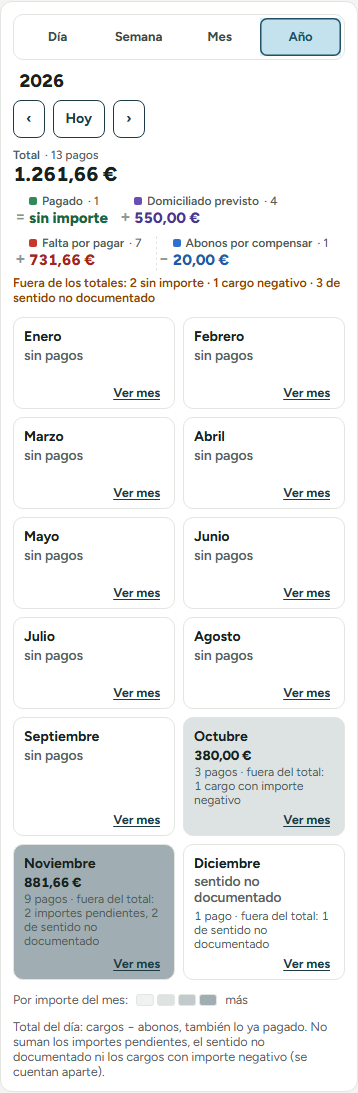 Día Semana Mes Año
2026
‹ Hoy ›
Total · 13 pagos
1.261,66 €
Pagado · 1 Domiciliado previsto · 4
= sin importe + 550,00 €
Falta por pagar · 7 Abonos por compensar · 1
+ 731,66 € − 20,00 €
Fuera de los totales: 2 sin importe · 1 cargo negativo · 3 de
sentido no documentado
Enero
sin pagos
Ver mes
Febrero
sin pagos
Ver mes
Marzo
sin pagos
Ver mes
Abril
sin pagos
Ver mes
Mayo
sin pagos
Ver mes
Junio
sin pagos
Ver mes
Julio
sin pagos
Ver mes
Agosto
sin pagos
Ver mes
Septiembre
sin pagos
Ver mes
Octubre
380,00 €
3 pagos · fuera del total:
1 cargo con importe
negativo
Ver mes
Noviembre
881,66 €
9 pagos · fuera del total:
2 importes pendientes, 2
de sentido no
documentado
Ver mes
Diciembre
sentido no
documentado
1 pago · fuera del total: 1
de sentido no
documentado
Ver mes
Por importe del mes: más
Total del día: cargos − abonos, también lo ya pagado. No
suman los importes pendientes, el sentido no
documentado ni los cargos con importe negativo (se
cuentan aparte).